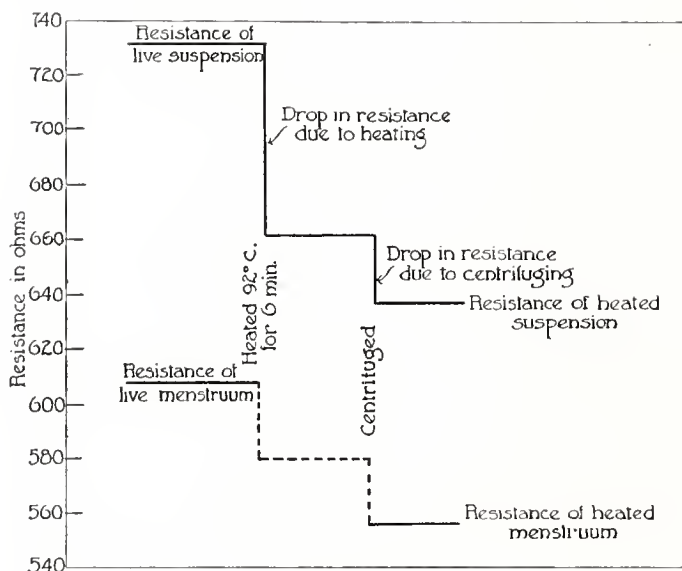 740
720
700
680
660
640
620
600
580
560
540
Resistance in ohms
Resistance of
live suspension
Drop in resistance
due to heating
Heated 92°C.
for 6 min.
Drop in resistance
due to centrifuging
Resistance of heated
suspension
Resistance of
live menstruum
Centrifuged
Resistance of heated
menstruum